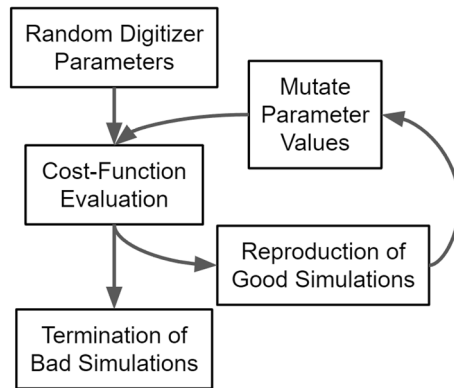 Random Digitizer
Parameters
Mutate
Parameter
Values
Cost-Function
Evaluation
Reproduction of
Good Simulations
Termination of
Bad Simulations